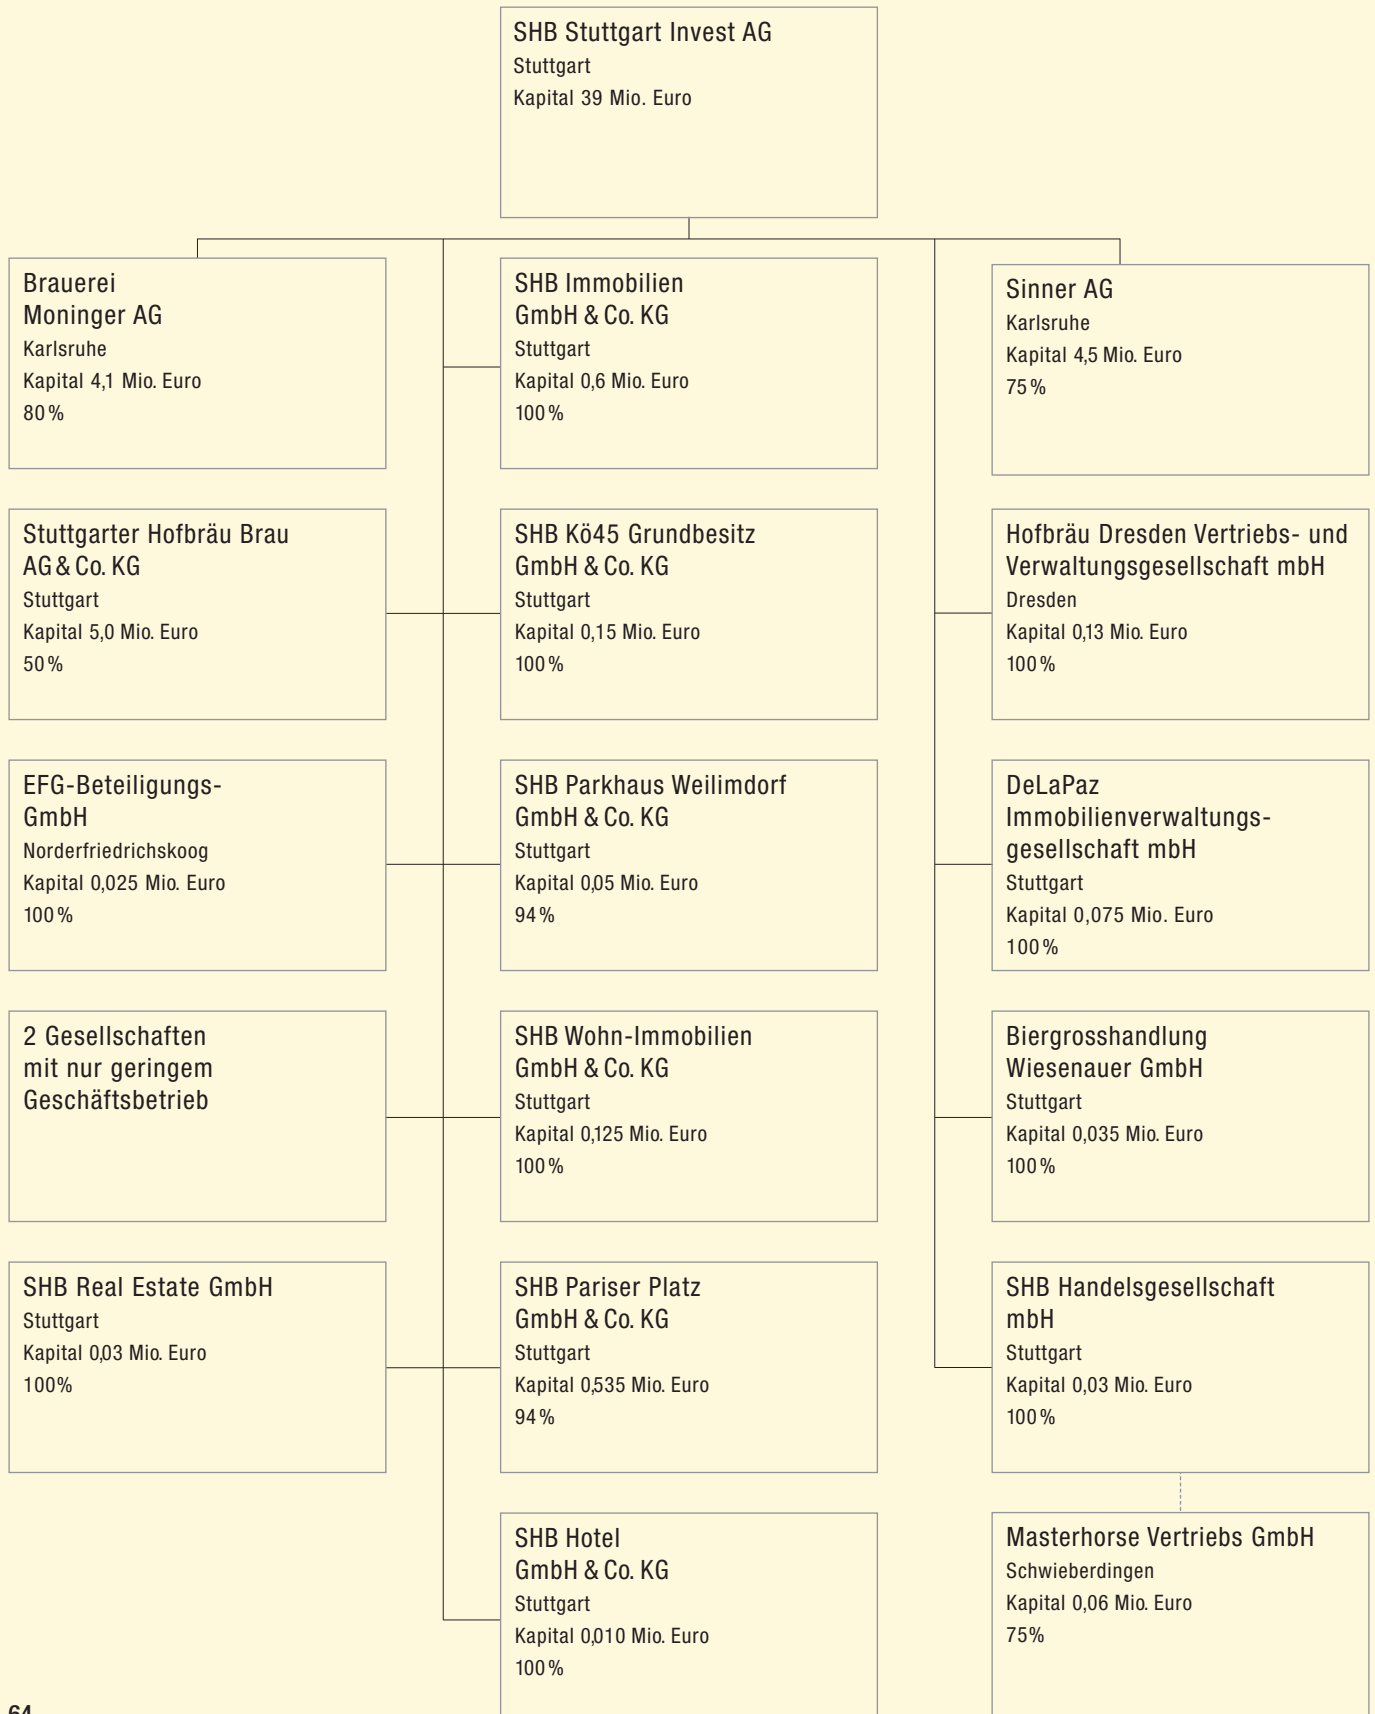 SHB Stuttgart Invest AG
Stuttgart
Kapital 39 Mio. Euro
Brauerei
Moninger AG
Karlsruhe
Kapital 4,1 Mio. Euro
80 %
SHB Immobilien
GmbH & Co. KG
Stuttgart
Kapital 0,6 Mio. Euro
100 %
Sinner AG
Karlsruhe
Kapital 4,5 Mio. Euro
75 %
Stuttgarter Hofbräu Brau
AG & Co. KG
Stuttgart
Kapital 5,0 Mio. Euro
50 %
SHB Kö45 Grundbesitz
GmbH & Co. KG
Stuttgart
Kapital 0,15 Mio. Euro
100 %
Hofbräu Dresden Vertriebs- und
Verwaltungsgesellschaft mbH
Dresden
Kapital 0,13 Mio. Euro
100 %
EFG-Beteiligungs-
GmbH
Norderfriedrichskoog
Kapital 0,025 Mio. Euro
100 %
SHB Parkhaus Weilimdorf
GmbH & Co. KG
Stuttgart
Kapital 0,05 Mio. Euro
94 %
DeLaPaz
Immobilienverwaltungs-
gesellschaft mbH
Stuttgart
Kapital 0,075 Mio. Euro
100 %
2 Gesellschaften
mit nur geringem
Geschäftsbetrieb
SHB Wohn-Immobilien
GmbH & Co. KG
Stuttgart
Kapital 0,125 Mio. Euro
100 %
Biergrosshandlung
Wiesenauer GmbH
Stuttgart
Kapital 0,035 Mio. Euro
100 %
SHB Real Estate GmbH
Stuttgart
Kapital 0,03 Mio. Euro
100%
SHB Pariser Platz
GmbH & Co. KG
Stuttgart
Kapital 0,535 Mio. Euro
94 %
SHB Handelsgesellschaft
mbH
Stuttgart
Kapital 0,03 Mio. Euro
100 %
SHB Hotel
GmbH & Co. KG
Stuttgart
Kapital 0,010 Mio. Euro
100 %
Masterhorse Vertriebs GmbH
Schwieberdingen
Kapital 0,06 Mio. Euro
75%
64